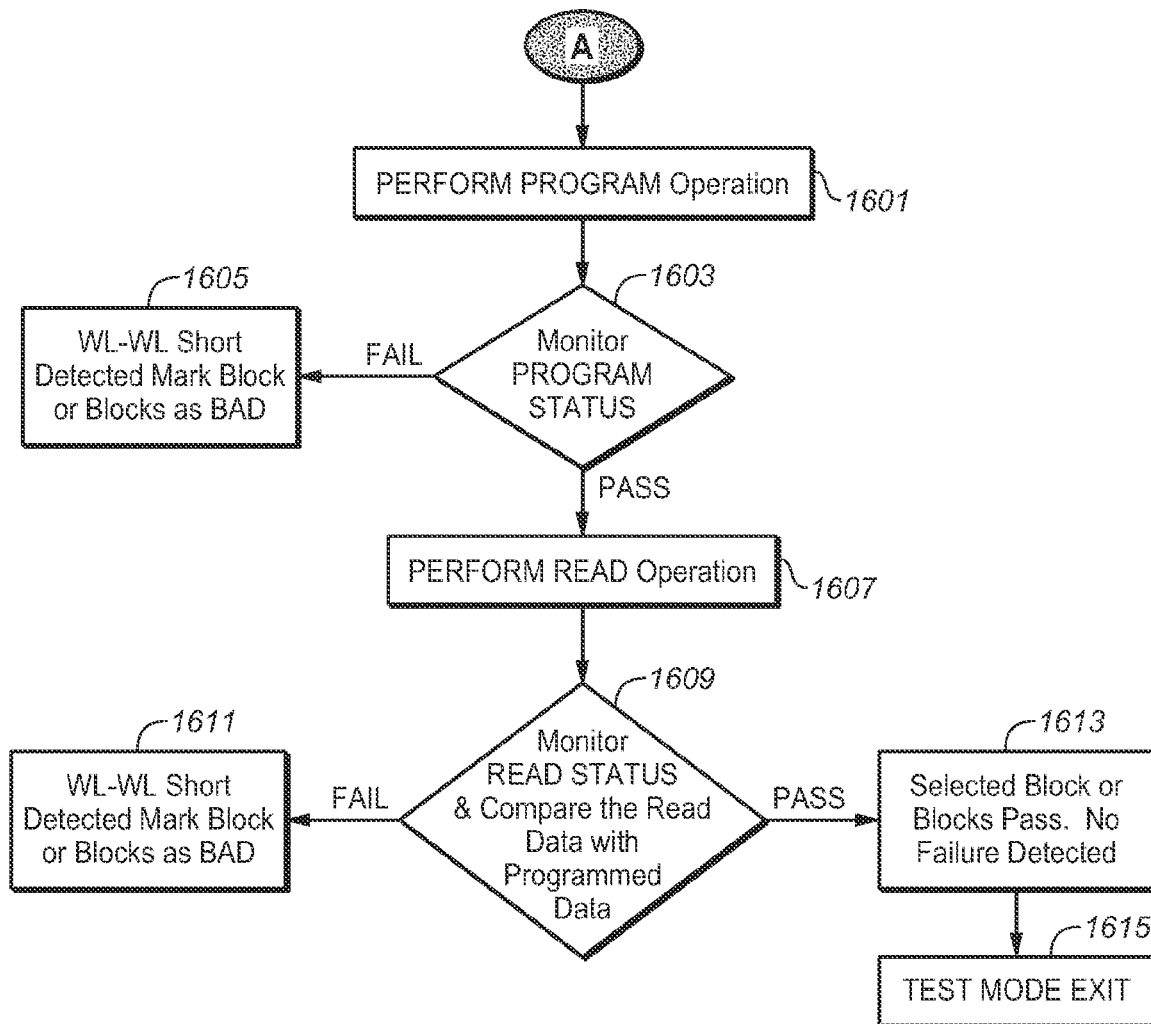 A
PERFORM PROGRAM Operation
1601
1603
Monitor
PROGRAM
STATUS
FAIL
1605
WL-WL Short
Detected Mark Block
or Blocks as BAD
PASS
PERFORM READ Operation
1607
1609
Monitor
READ STATUS
& Compare the Read
Data with
Programmed
Data
FAIL
1611
WL-WL Short
Detected Mark Block
or Blocks as BAD
PASS
1613
Selected Block or
Blocks Pass. No
Failure Detected
1615
TEST MODE EXIT